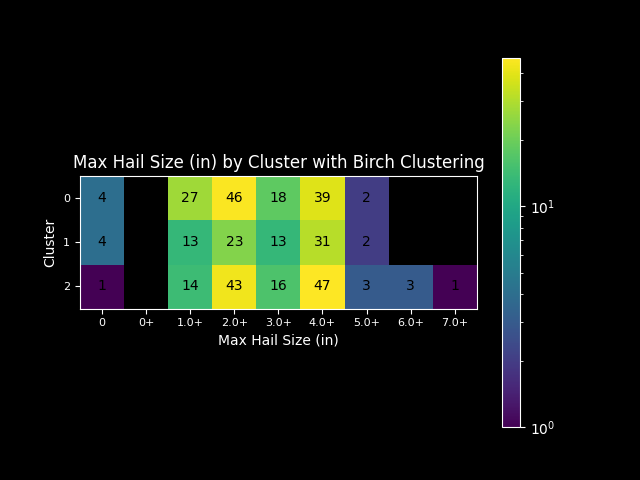 Max Hail Size (in) by Cluster with Birch Clustering
0 4 27 46 18 39 2
1 4 13 23 13 31 2
2 1 14 43 16 47 3 3 1
Cluster
0 0+ 1.0+ 2.0+ 3.0+ 4.0+ 5.0+ 6.0+ 7.0+
Max Hail Size (in)
10¹
10⁰